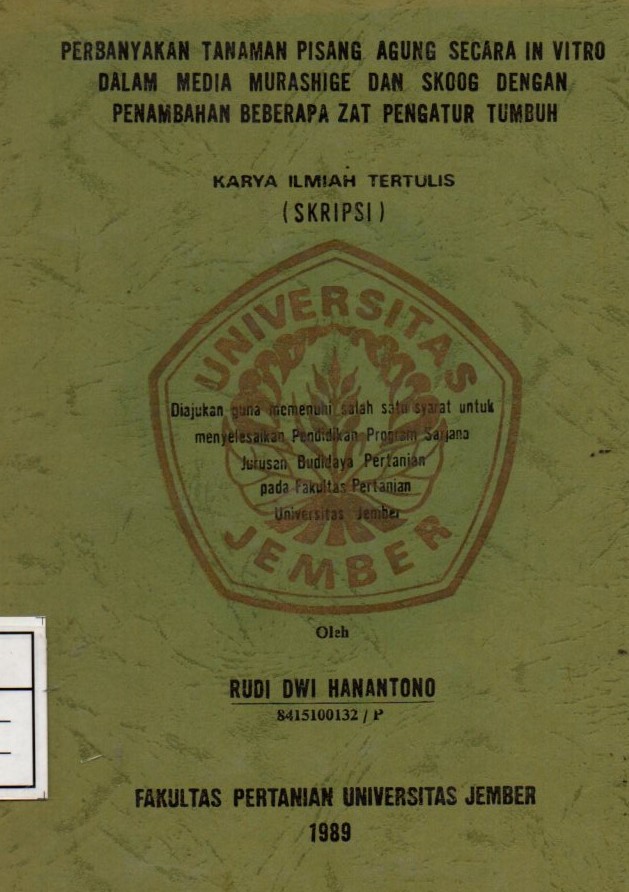 PERBANYAKAN TANAMAN PISANG AGUNG SECARA IN VITRO
DALAM MEDIA MURASHIGE DAN SKOOG DENGAN
PENAMBAHAN BEBERAPA ZAT PENGATUR TUMBUH
KARYA ILMIAH TERTULIS
(SKRIPSI)
UNIVERSITAS
Diajukan guna memenuhi salah satu syarat untuk
menyelesaikan Pendidikan Program Sarjana
Jurusan Budidaya Pertanian
pada Fakultas Pertanian
Universitas Jember
JEMBER
Oleh
RUDI DWI HANANTONO
8415100132 / P
FAKULTAS PERTANIAN UNIVERSITAS JEMBER
1989